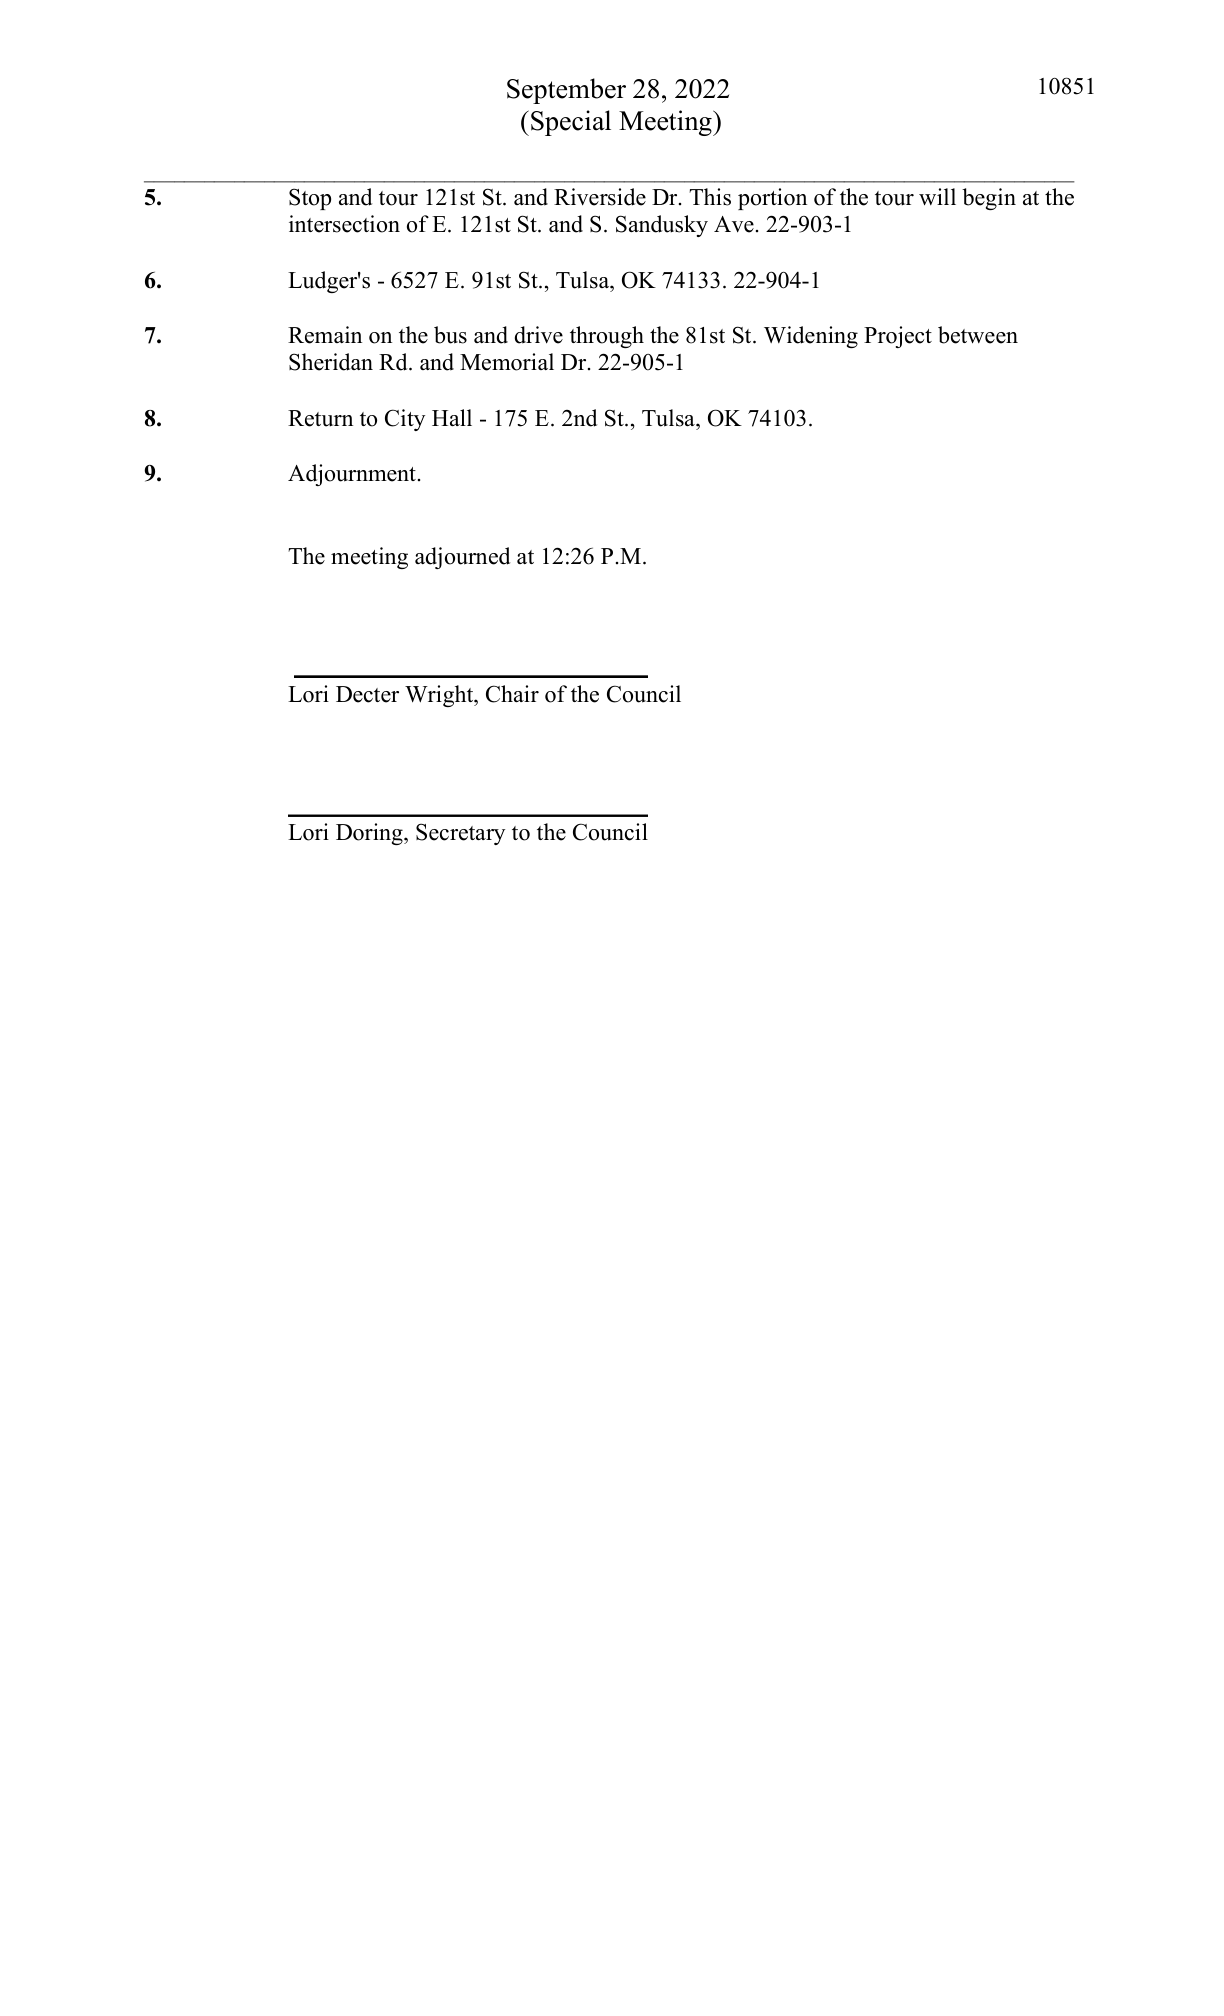 September 28, 2022
10851
(Special Meeting)
5. Stop and tour 121st St. and Riverside Dr. This portion of the tour will begin at the
intersection of E. 121st St. and S. Sandusky Ave. 22-903-1
6. Ludger's - 6527 E. 91st St., Tulsa, OK 74133. 22-904-1
7. Remain on the bus and drive through the 81st St. Widening Project between
Sheridan Rd. and Memorial Dr. 22-905-1
8. Return to City Hall - 175 E. 2nd St., Tulsa, OK 74103.
9. Adjournment.
The meeting adjourned at 12:26 P.M.
Lori Decter Wright, Chair of the Council
Lori Doring, Secretary to the Council